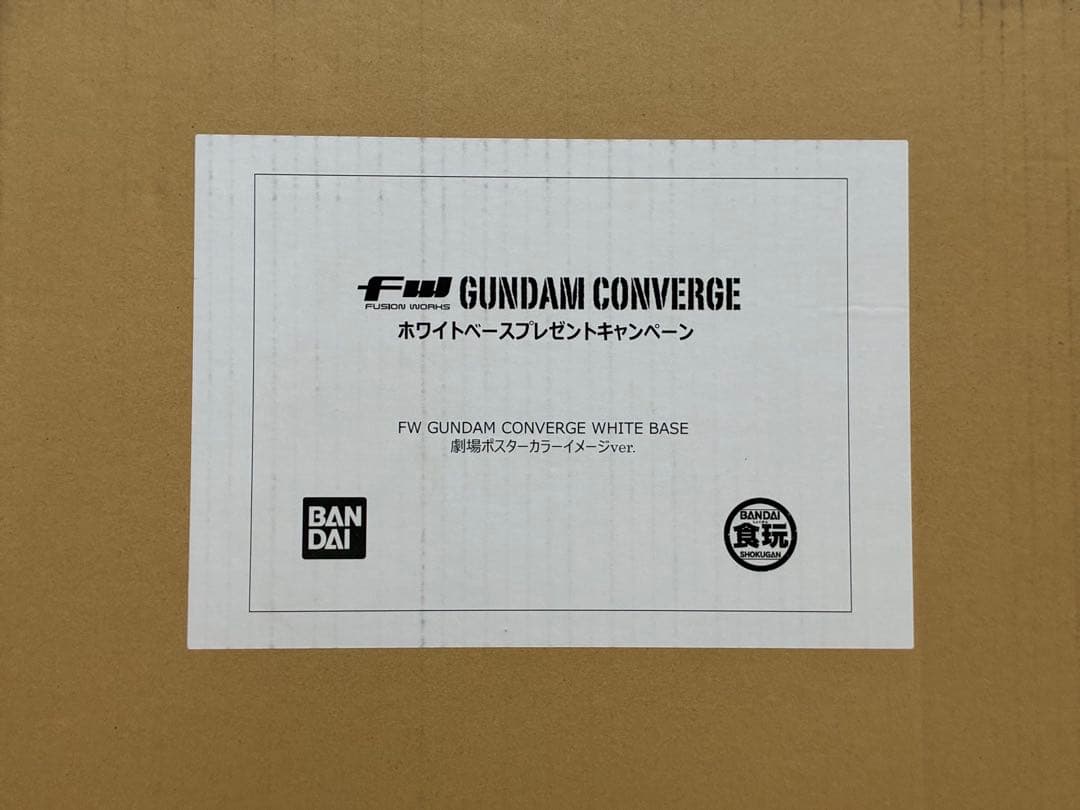 FW GUNDAM CONVERGE
FUSION WORKS
ホワイトベースプレゼントキャンペーン
FW GUNDAM CONVERGE WHITE BASE
劇場ポスターカラーイメージver.
BAN
DAI
BANDAI
食玩
SHOKUGAN